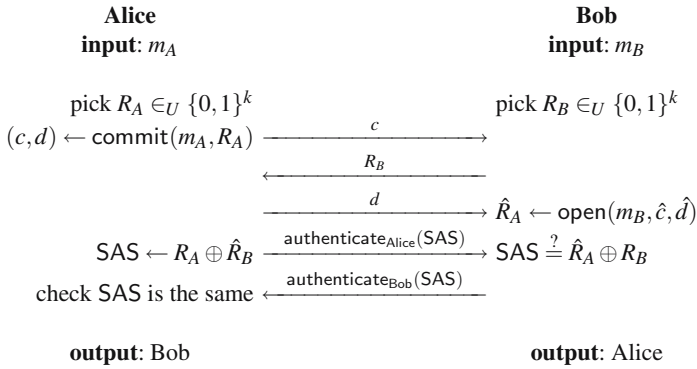 Alice Bob
input: m_A input: m_B
pick R_A ∈_U {0,1}^k pick R_B ∈_U {0,1}^k
(c,d) ← commit(m_A,R_A) c
R_B
d R̂_A ← open(m_B,ĉ,d̂)
SAS ← R_A ⊕ R̂_B authenticate_Alice(SAS) SAS ≟ R̂_A ⊕ R_B
check SAS is the same authenticate_Bob(SAS)
output: Bob output: Alice